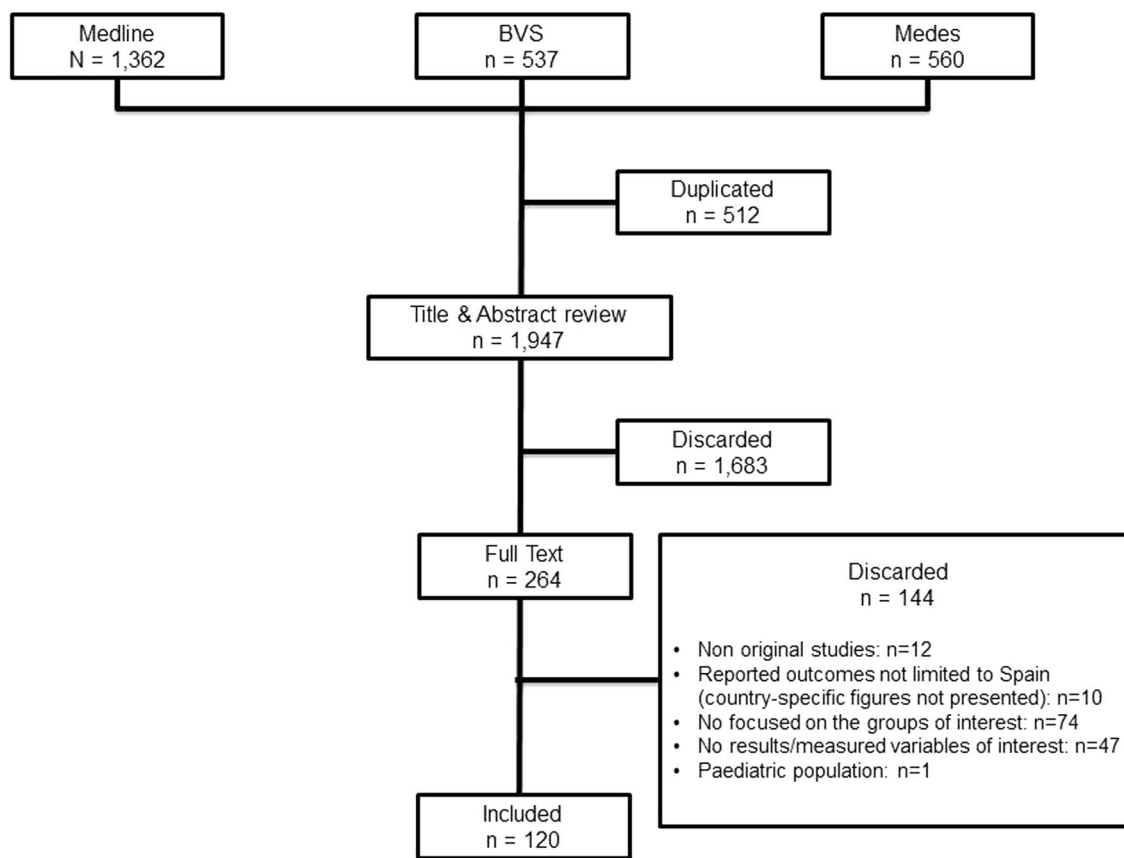 Medline
N = 1,362
BVS
n = 537
Medes
n = 560
Duplicated
n = 512
Title & Abstract review
n = 1,947
Discarded
n = 1,683
Full Text
n = 264
Discarded
n = 144
• Non original studies: n=12
• Reported outcomes not limited to Spain
(country-specific figures not presented): n=10
• No focused on the groups of interest: n=74
• No results/measured variables of interest: n=47
• Paediatric population: n=1
Included
n = 120